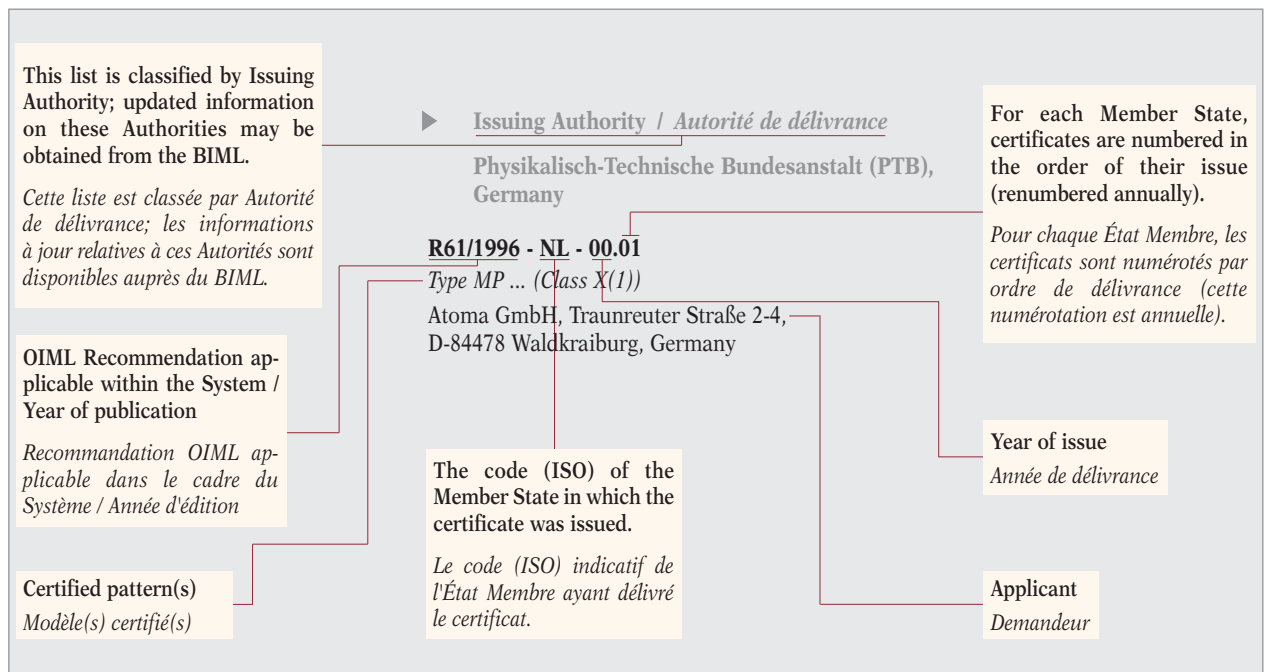 This list is classified by Issuing
Authority; updated information
on these Authorities may be
obtained from the BIML.
Cette liste est classée par Autorité
de délivrance; les informations
à jour relatives à ces Autorités sont
disponibles auprès du BIML.
Issuing Authority / Autorité de délivrance
Physikalisch-Technische Bundesanstalt (PTB),
Germany
For each Member State,
certificates are numbered in
the order of their issue
(renumbered annually).
Pour chaque État Membre, les
certificats sont numérotés par
ordre de délivrance (cette
numérotation est annuelle).
R61/1996 - NL - 00.01
Type MP ... (Class X(1))
Atoma GmbH, Traunreuter Straße 2-4,
D-84478 Waldkraiburg, Germany
OIML Recommendation ap-
plicable within the System /
Year of publication
Recommandation OIML ap-
plicable dans le cadre du
Système / Année d'édition
The code (ISO) of the
Member State in which the
certificate was issued.
Le code (ISO) indicatif de
l'État Membre ayant délivré
le certificat.
Year of issue
Année de délivrance
Certified pattern(s)
Modèle(s) certifié(s)
Applicant
Demandeur